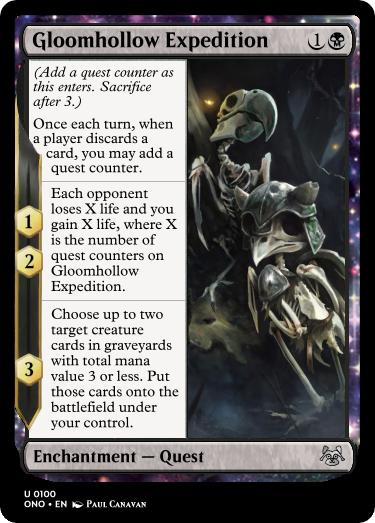 Gloomhollow Expedition 1
(Add a quest counter as
this enters. Sacrifice
after 3.)
Once each turn, when
a player discards a
card, you may add a
quest counter.
1
2
Each opponent
loses X life and you
gain X life, where X
is the number of
quest counters on
Gloomhollow
Expedition.
3
Choose up to two
target creature
cards in graveyards
with total mana
value 3 or less. Put
those cards onto the
battlefield under
your control.
Enchantment — Quest
U 0100
ONO • EN Paul Canavan